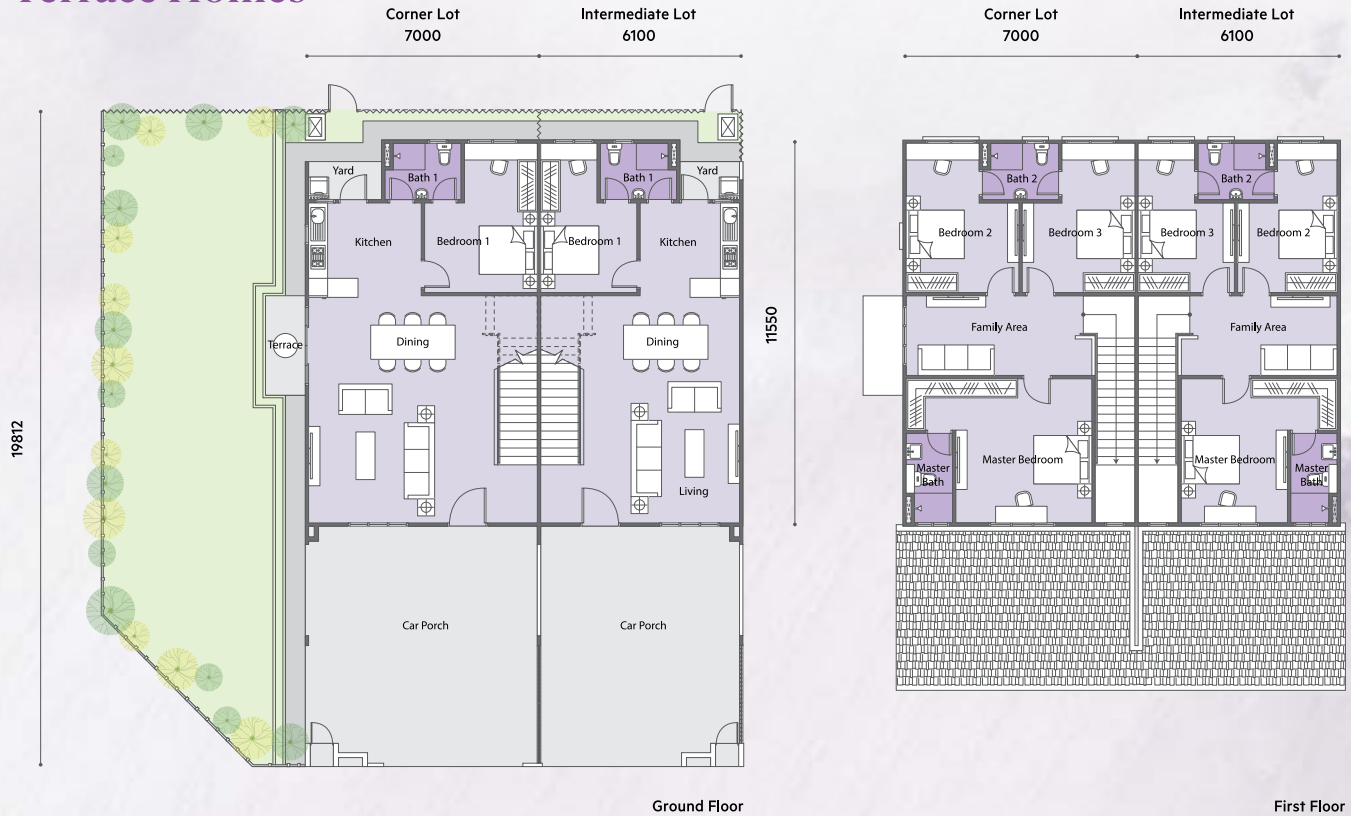 Terrace Homes
Corner Lot
7000
Intermediate Lot
6100
Corner Lot
7000
Intermediate Lot
6100
19812
11550
Yard
Bath 1
Bath 1
Yard
Kitchen
Bedroom 1
Bedroom 1
Kitchen
Terrace
Dining
Dining
Living
Car Porch
Car Porch
Ground Floor
Bath 2
Bath 2
Bedroom 2
Bedroom 3
Bedroom 3
Bedroom 2
Family Area
Family Area
Master Bedroom
Master Bedroom
Master
Bath
Master
Bath
First Floor